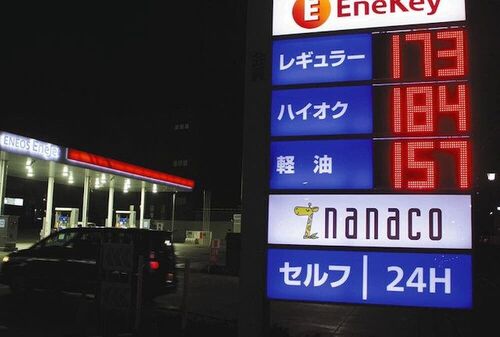 E EneKey
レギュラー 173
ハイオク 184
軽油 157
nanaco
セルフ 24H
ENEOS EneJet